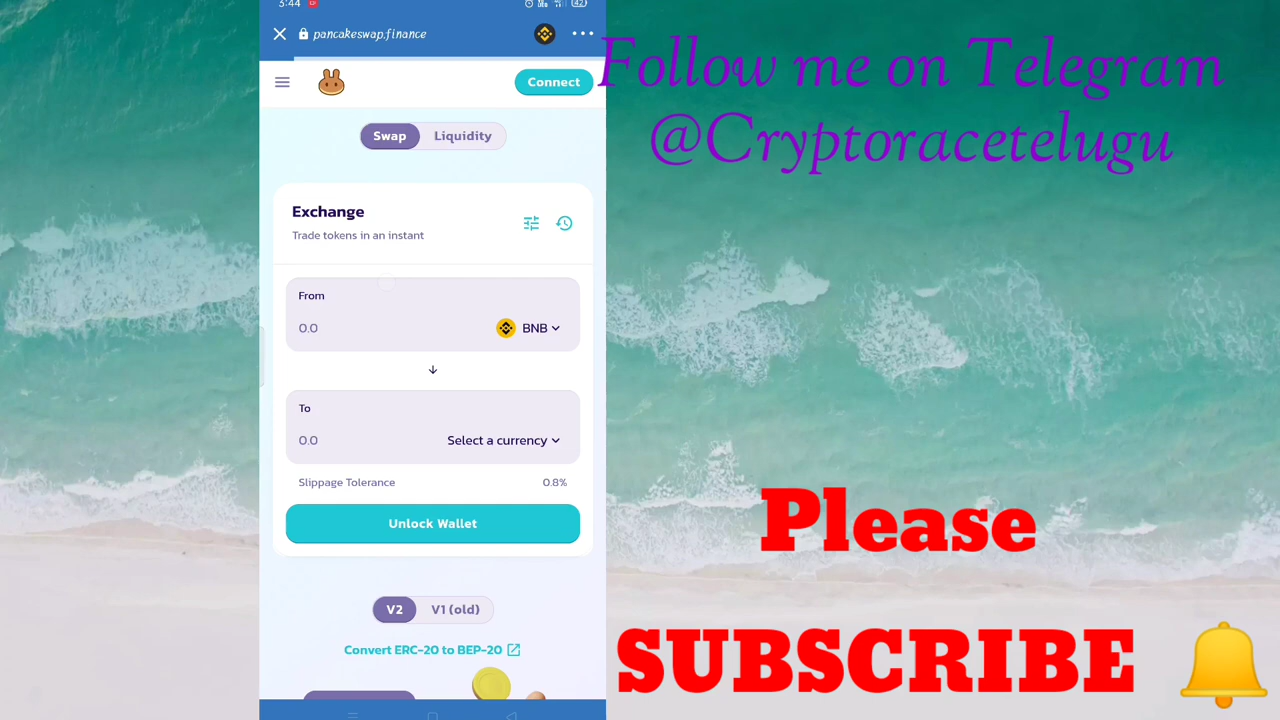 3:44
42
pancakeswap.finance
Connect
Swap Liquidity
Exchange
Trade tokens in an instant
From
0.0 BNB
To
0.0 Select a currency
Slippage Tolerance 0.8%
Unlock Wallet
V2 V1 (old)
Convert ERC-20 to BEP-20
Follow me on Telegram
@Cryptoracetelugu
Please
SUBSCRIBE